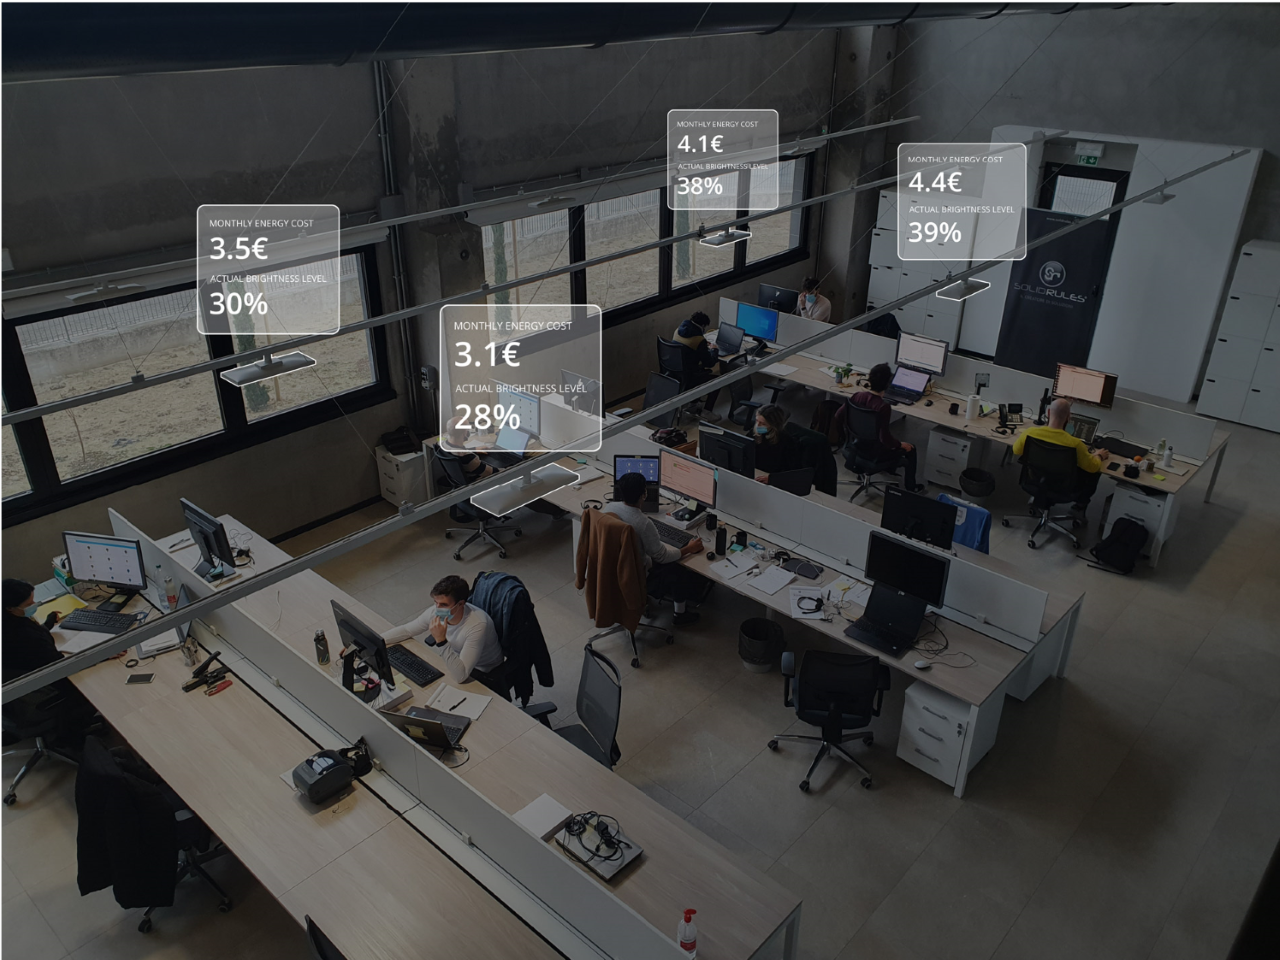 MONTHLY ENERGY COST
4.1€
ACTUAL BRIGHTNESS LEVEL
38%
MONTHLY ENERGY COST
4.4€
ACTUAL BRIGHTNESS LEVEL
39%
MONTHLY ENERGY COST
3.5€
ACTUAL BRIGHTNESS LEVEL
30%
MONTHLY ENERGY COST
3.1€
ACTUAL BRIGHTNESS LEVEL
28%
SOLIDRULES